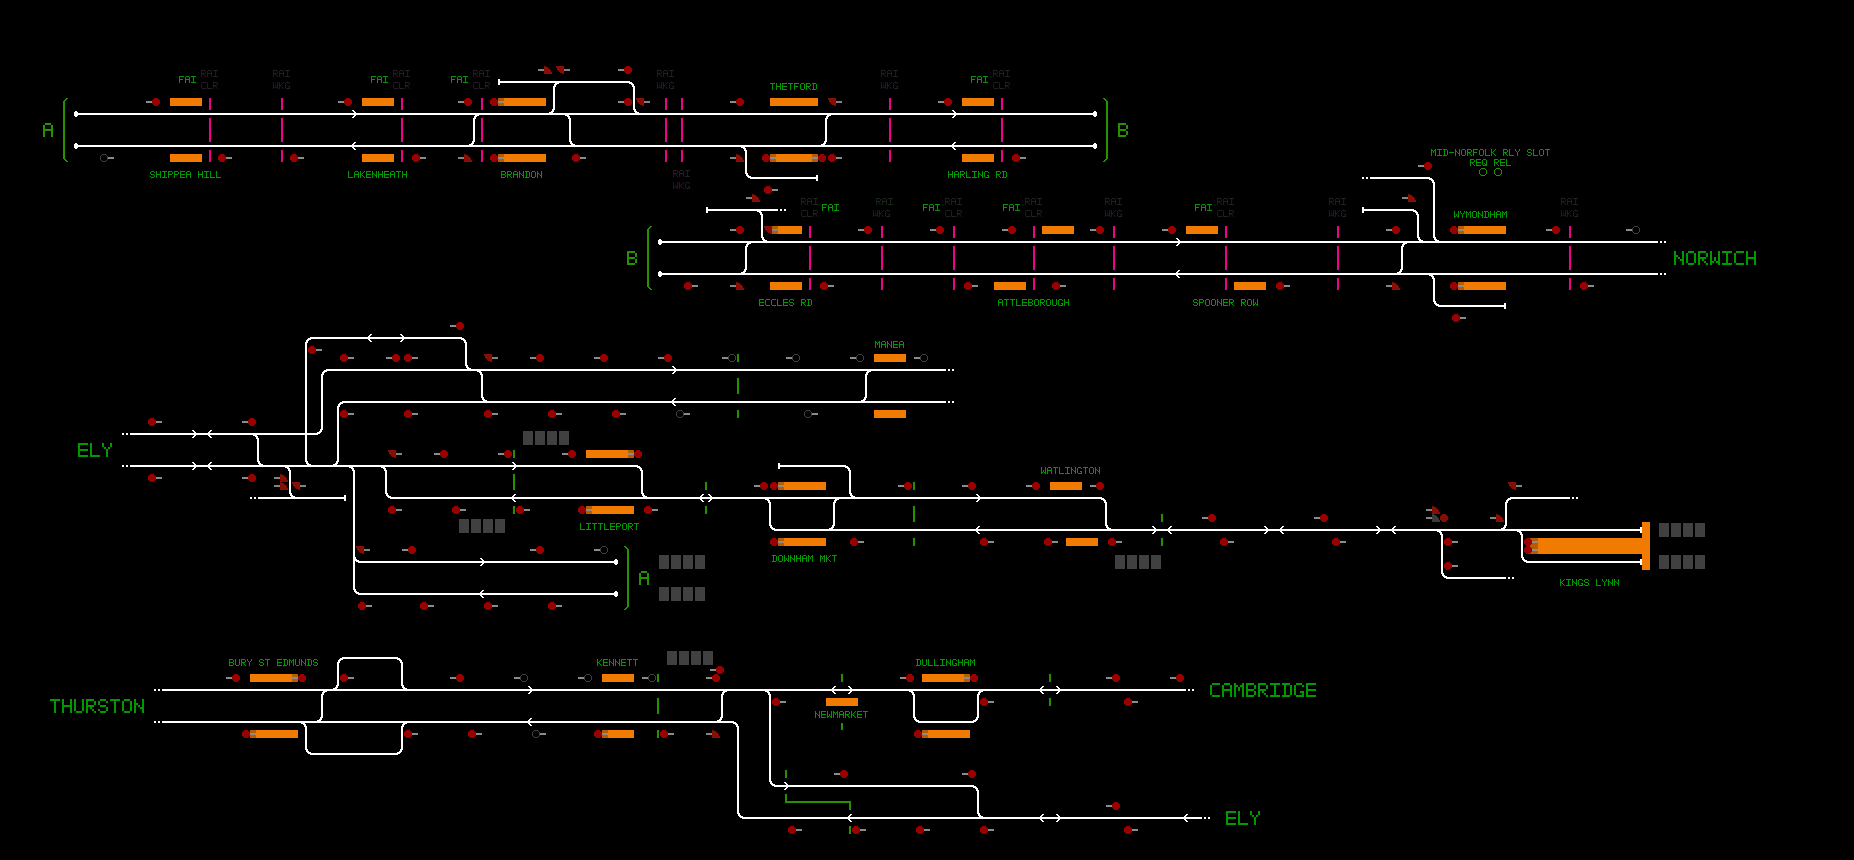 FAI RAI CLR
RAI WKG
FAI RAI CLR
FAI RAI CLR
RAI WKG
THETFORD
RAI WKG
FAI RAI CLR
A
B
SHIPPEA HILL
LAKENHEATH
BRANDON
RAI WKG
HARLING RD
MID-NORFOLK RLY SLOT
REQ REL
RAI CLR FAI
RAI WKG
FAI RAI CLR
FAI RAI CLR
RAI WKG
FAI RAI CLR
RAI WKG
WYMONDHAM
RAI WKG
B
NORWICH
ECCLES RD
ATTLEBOROUGH
SPOONER ROW
MANEA
ELY
WATLINGTON
LITTLEPORT
DOWNHAM MKT
A
KINGS LYNN
BURY ST EDMUNDS
KENNETT
DULLINGHAM
CAMBRIDGE
THURSTON
NEWMARKET
ELY